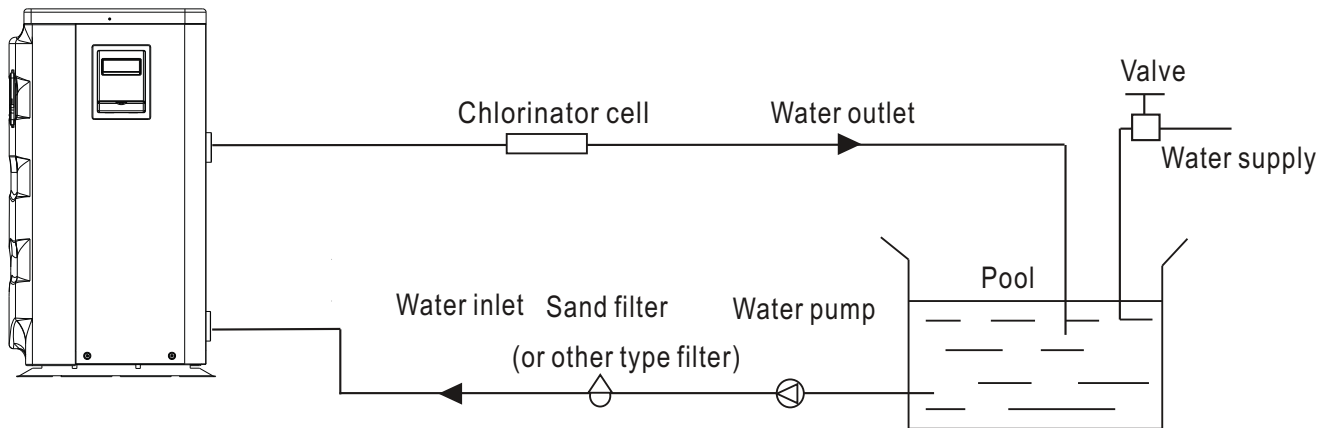 Valve
Chlorinator cell
Water outlet
Water supply
Pool
Water inlet
Sand filter
(or other type filter)
Water pump